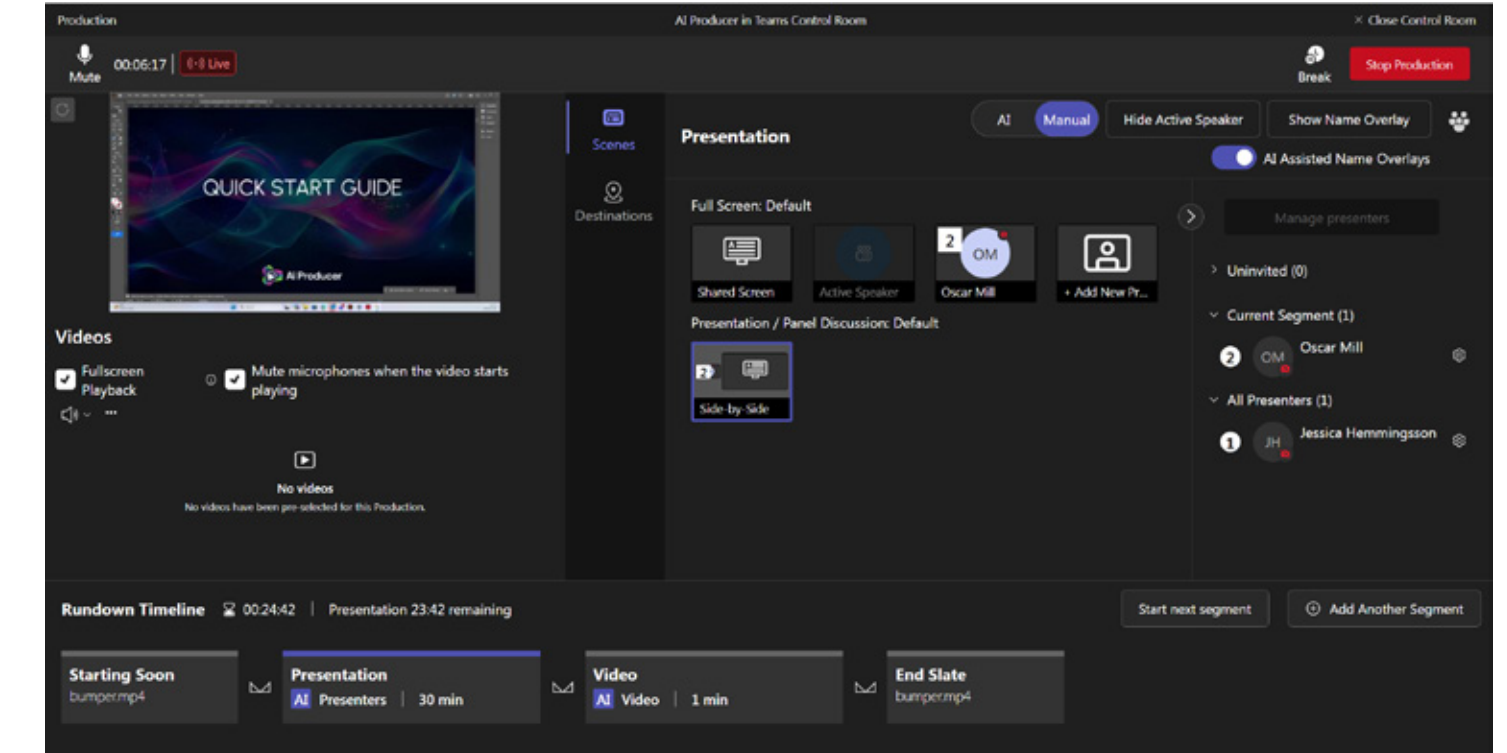 Production
AI Producer in Teams Control Room
× Close Control Room
Mute
00:06:17
Live
Break
Stop Production
QUICK START GUIDE
Ai Producer
Scenes
Destinations
Presentation
AI
Manual
Hide Active Speaker
Show Name Overlay
AI Assisted Name Overlays
Full Screen: Default
Shared Screen
Active Speaker
2
OM
Oscar Mill
+ Add New Pr...
Presentation / Panel Discussion: Default
2
Side-by-Side
Manage presenters
Uninvited (0)
Current Segment (1)
2
OM
Oscar Mill
All Presenters (1)
1
JH
Jessica Hemmingsson
Videos
Fullscreen
Playback
Mute microphones when the video starts
playing
No videos
No videos have been pre-selected for this Production.
Rundown Timeline
00:24:42
Presentation 23:42 remaining
Start next segment
Add Another Segment
Starting Soon
bumper.mp4
Presentation
AI Presenters | 30 min
Video
AI Video | 1 min
End Slate
bumper.mp4